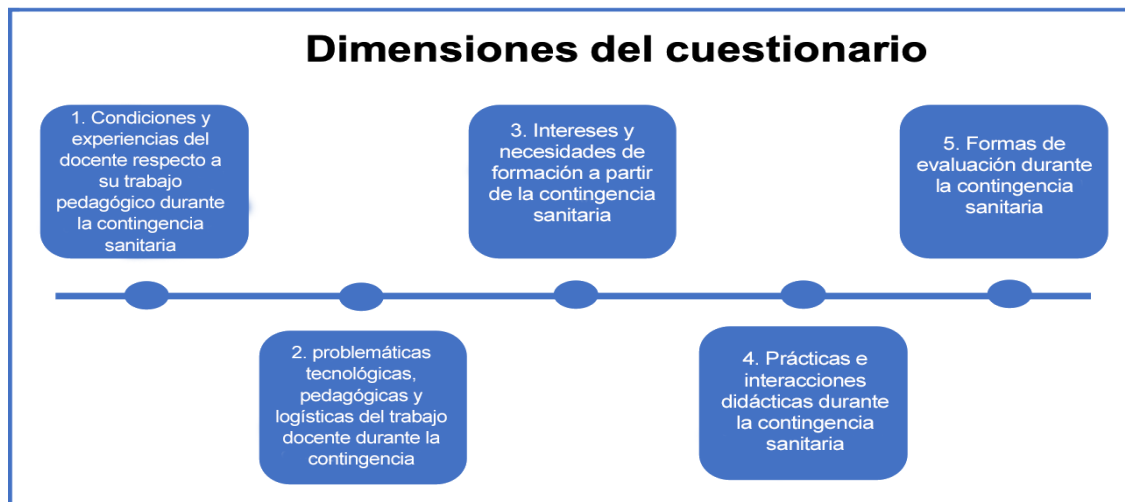 Dimensiones del cuestionario
1. Condiciones y
experiencias del
docente respecto a
su trabajo
pedagógico durante
la contingencia
sanitaria
2. problemáticas
tecnológicas,
pedagógicas y
logísticas del trabajo
docente durante la
contingencia
3. Intereses y
necesidades de
formación a partir
de la contingencia
sanitaria
4. Prácticas e
interacciones
didácticas durante
la contingencia
sanitaria
5. Formas de
evaluación durante
la contingencia
sanitaria